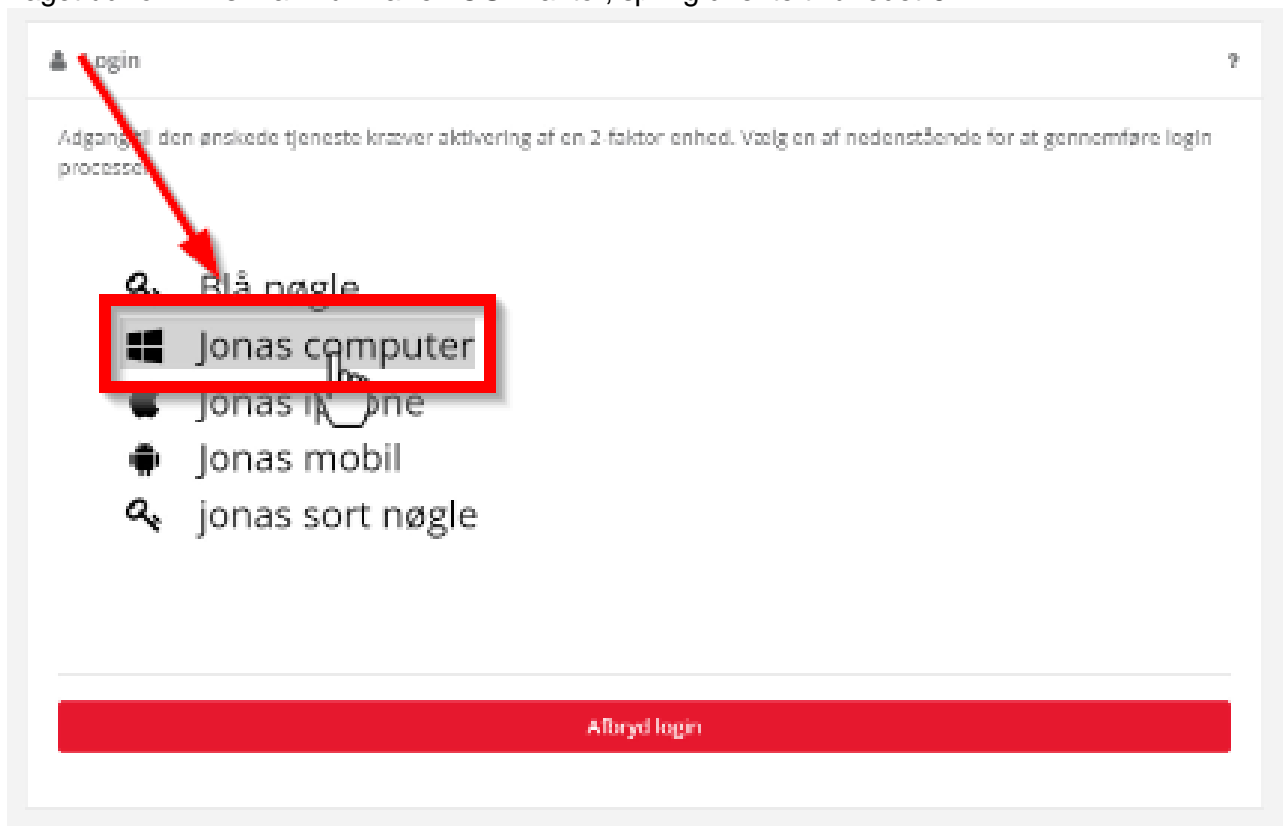 Login
?
Adgang til den ønskede tjeneste kræver aktivering af en 2-faktor enhed. Vælg en af nedenstående for at gennemføre login
processen
Blå nøgle
Jonas computer
Jonas iphone
Jonas mobil
jonas sort nøgle
Afbryd login